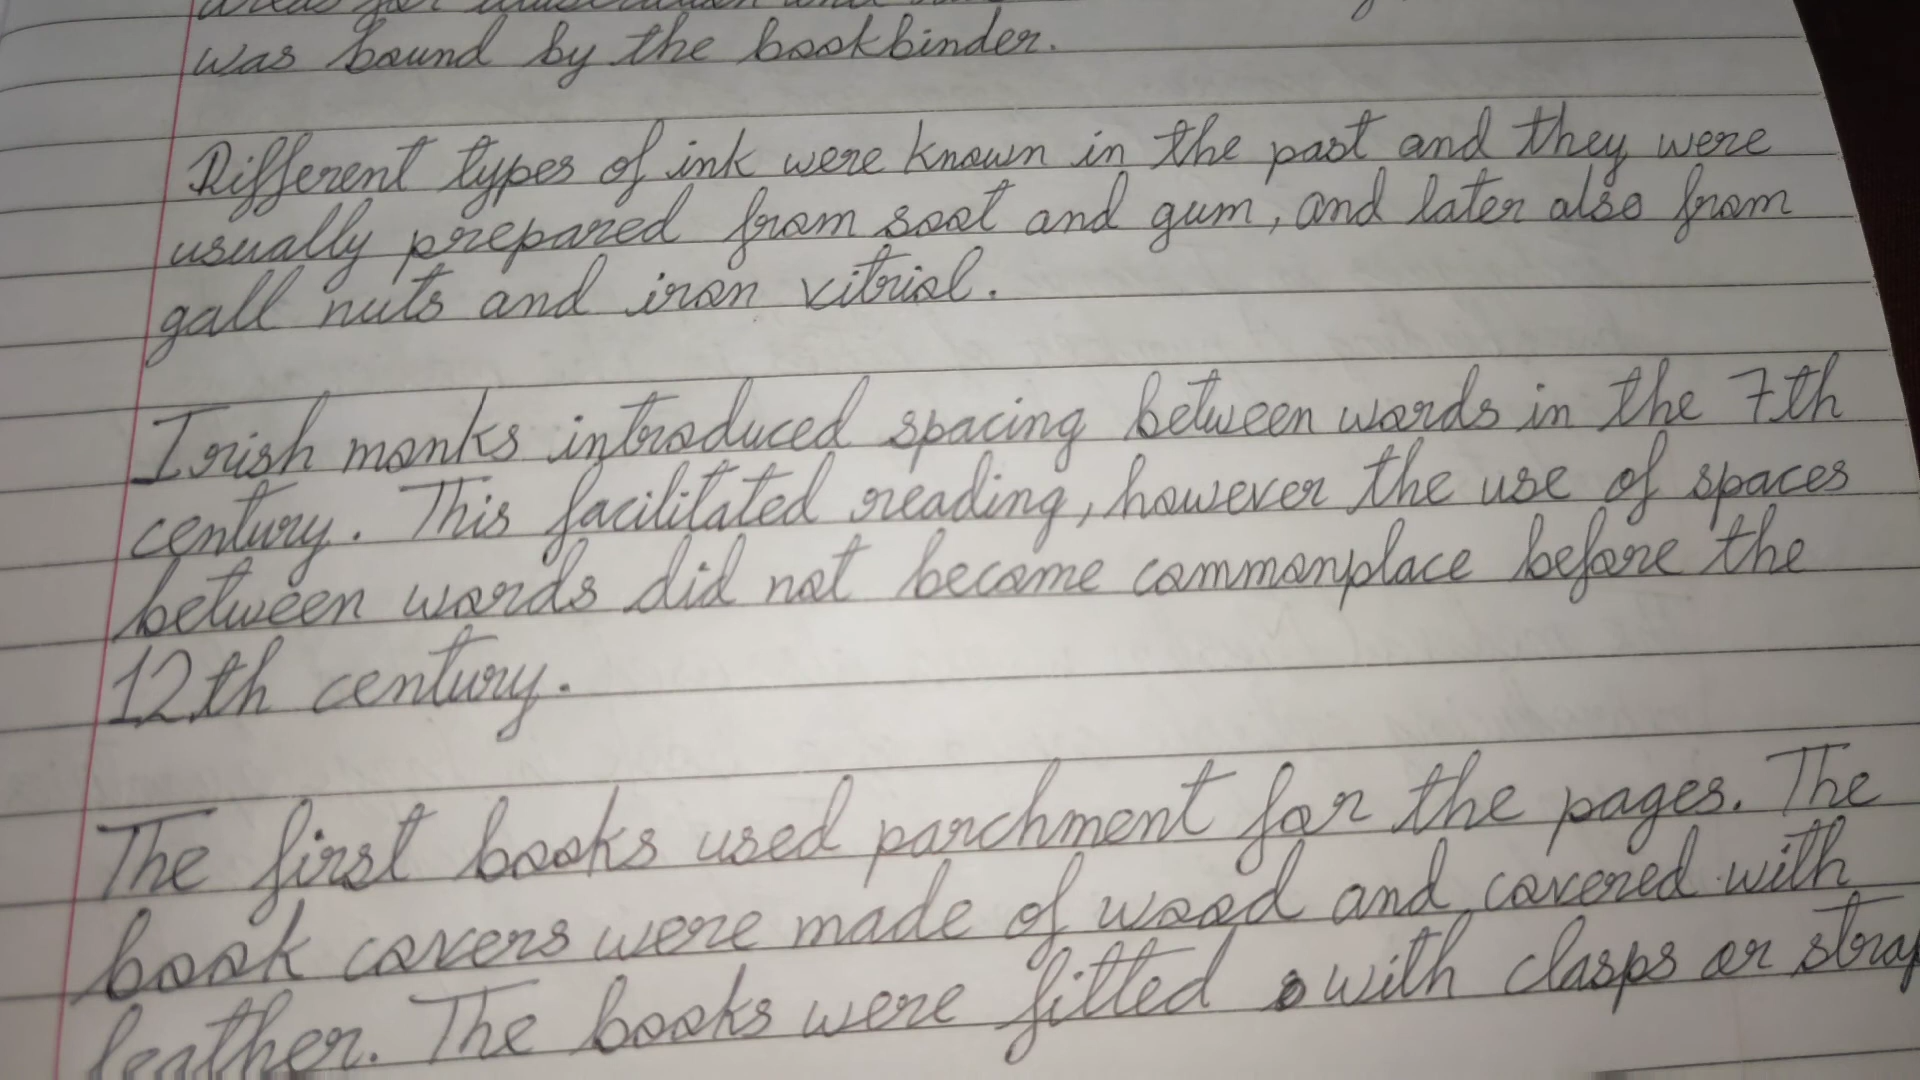 was bound by the bookbinder.
Different types of ink were known in the past and they were
usually prepared from soot and gum, and later also from
gall nuts and iron vitriol.
Irish monks introduced spacing between words in the 7th
century. This facilitated reading, however the use of spaces
between words did not become commonplace before the
12th century.
The first books used parchment for the pages. The
book covers were made of wood and covered with
leather. The books were fitted with clasps or